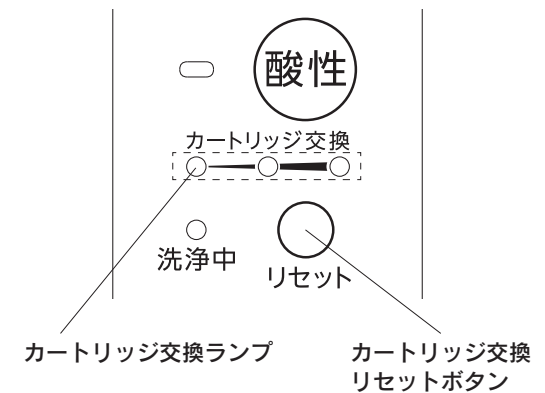 酸性
カートリッジ交換
洗浄中
リセット
カートリッジ交換ランプ
カートリッジ交換
リセットボタン